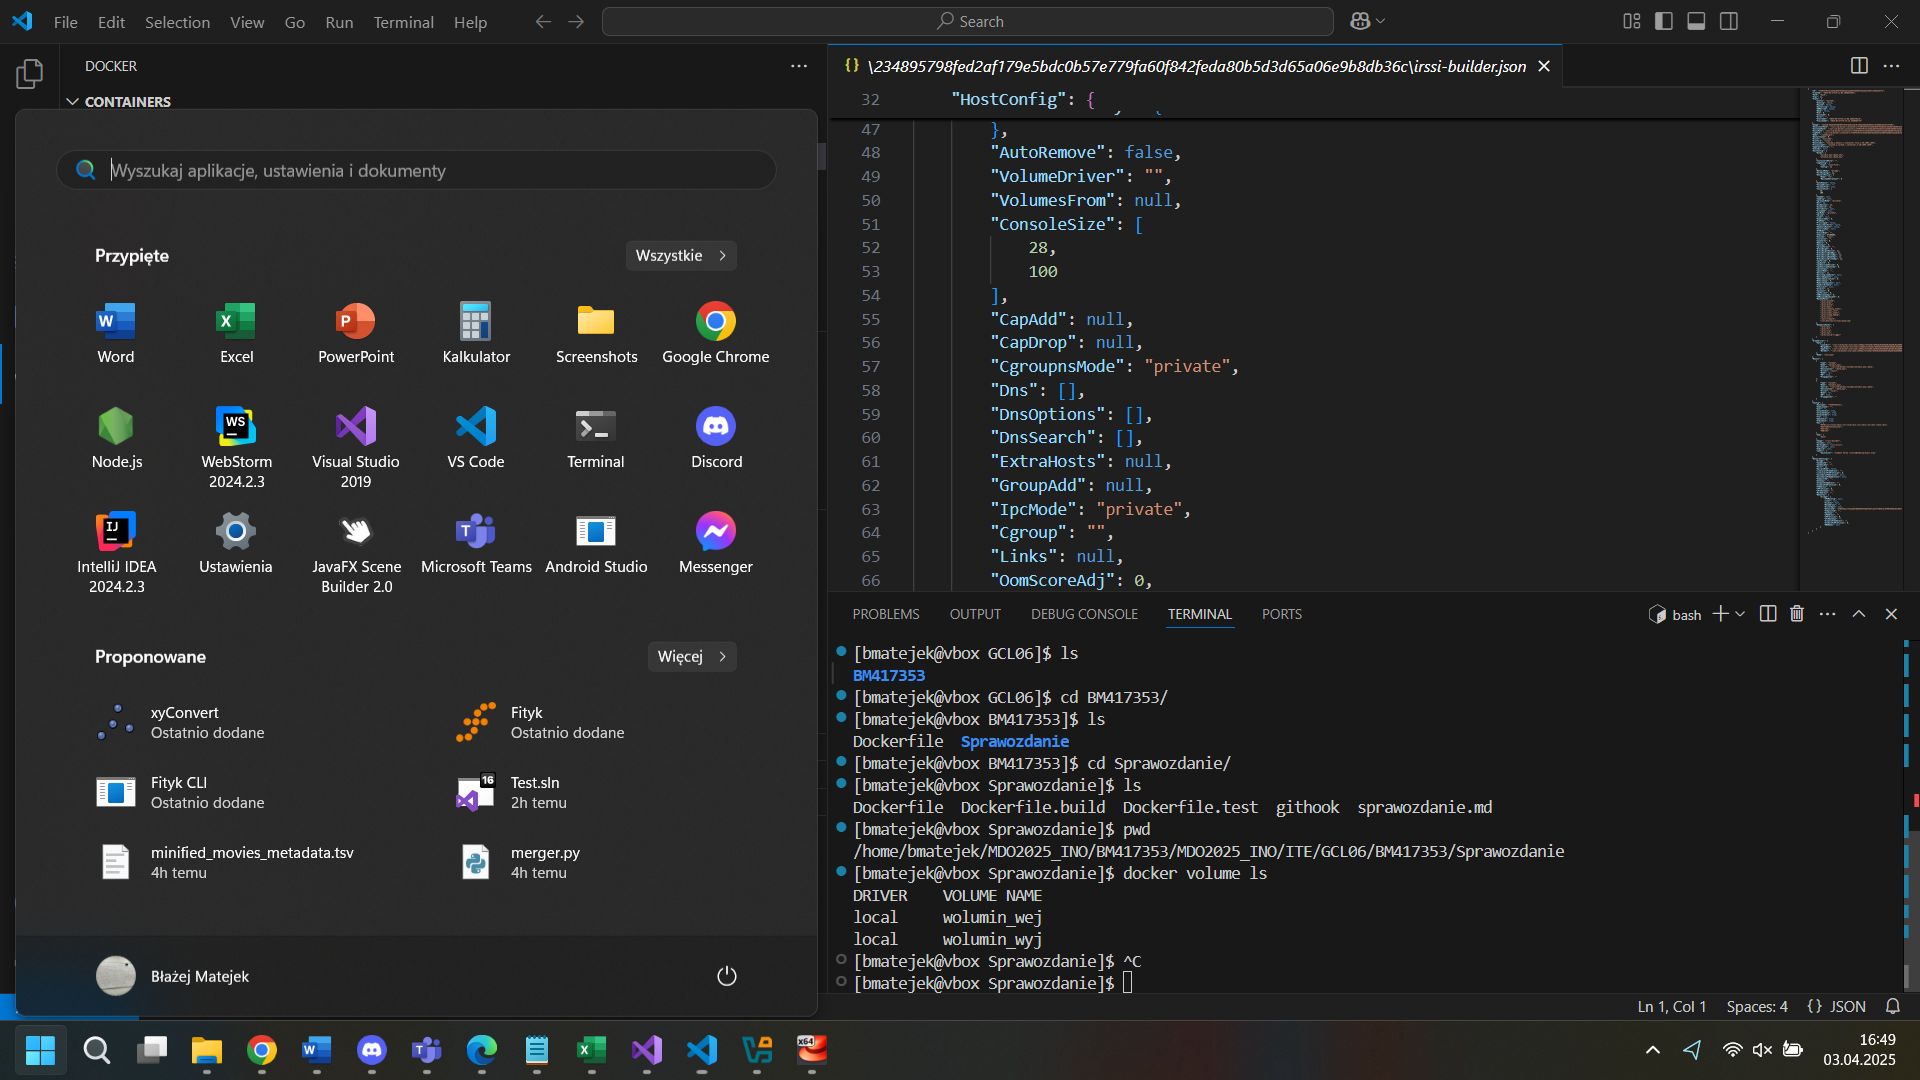 File Edit Selection View Go Run Terminal Help
Search
DOCKER
CONTAINERS
Wyszukaj aplikacje, ustawienia i dokumenty
Przypięte
Wszystkie
Word
Excel
PowerPoint
Kalkulator
Screenshots
Google Chrome
Node.js
WebStorm 2024.2.3
Visual Studio 2019
VS Code
Terminal
Discord
IntelliJ IDEA 2024.2.3
Ustawienia
JavaFX Scene Builder 2.0
Microsoft Teams
Android Studio
Messenger
Proponowane
Więcej
xyConvert
Ostatnio dodane
Fityk
Ostatnio dodane
Fityk CLI
Ostatnio dodane
Test.sln
2h temu
minified_movies_metadata.tsv
4h temu
merger.py
4h temu
Błażej Matejek
{} \234895798fed2af179e5bdc0b57e779fa60f842feda80b5d3d65a06e9b8db36c\irssi-builder.json
32 "HostConfig": {
47 },
48 "AutoRemove": false,
49 "VolumeDriver": "",
50 "VolumesFrom": null,
51 "ConsoleSize": [
52 28,
53 100
54 ],
55 "CapAdd": null,
56 "CapDrop": null,
57 "CgroupnsMode": "private",
58 "Dns": [],
59 "DnsOptions": [],
60 "DnsSearch": [],
61 "ExtraHosts": null,
62 "GroupAdd": null,
63 "IpcMode": "private",
64 "Cgroup": "",
65 "Links": null,
66 "OomScoreAdj": 0,
PROBLEMS OUTPUT DEBUG CONSOLE TERMINAL PORTS
bash
[bmatejek@vbox GCL06]$ ls
BM417353
[bmatejek@vbox GCL06]$ cd BM417353/
[bmatejek@vbox BM417353]$ ls
Dockerfile Sprawozdanie
[bmatejek@vbox BM417353]$ cd Sprawozdanie/
[bmatejek@vbox Sprawozdanie]$ ls
Dockerfile Dockerfile.build Dockerfile.test githook sprawozdanie.md
[bmatejek@vbox Sprawozdanie]$ pwd
/home/bmatejek/MDO2025_INO/BM417353/MDO2025_INO/ITE/GCL06/BM417353/Sprawozdanie
[bmatejek@vbox Sprawozdanie]$ docker volume ls
DRIVER VOLUME NAME
local wolumin_wej
local wolumin_wyj
[bmatejek@vbox Sprawozdanie]$ ^C
[bmatejek@vbox Sprawozdanie]$
Ln 1, Col 1 Spaces: 4 {} JSON
16:49
03.04.2025